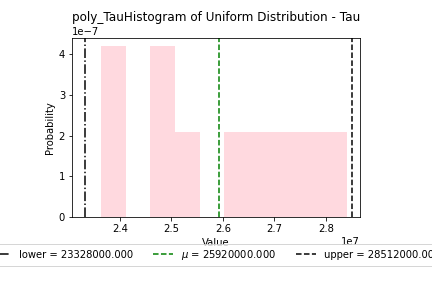 poly_TauHistogram of Uniform Distribution - Tau
1e−7
4
3
2
1
0
Probability
2.4 2.5 2.6 2.7 2.8
Value
1e7
lower = 23328000.000 μ = 25920000.000 upper = 28512000.00